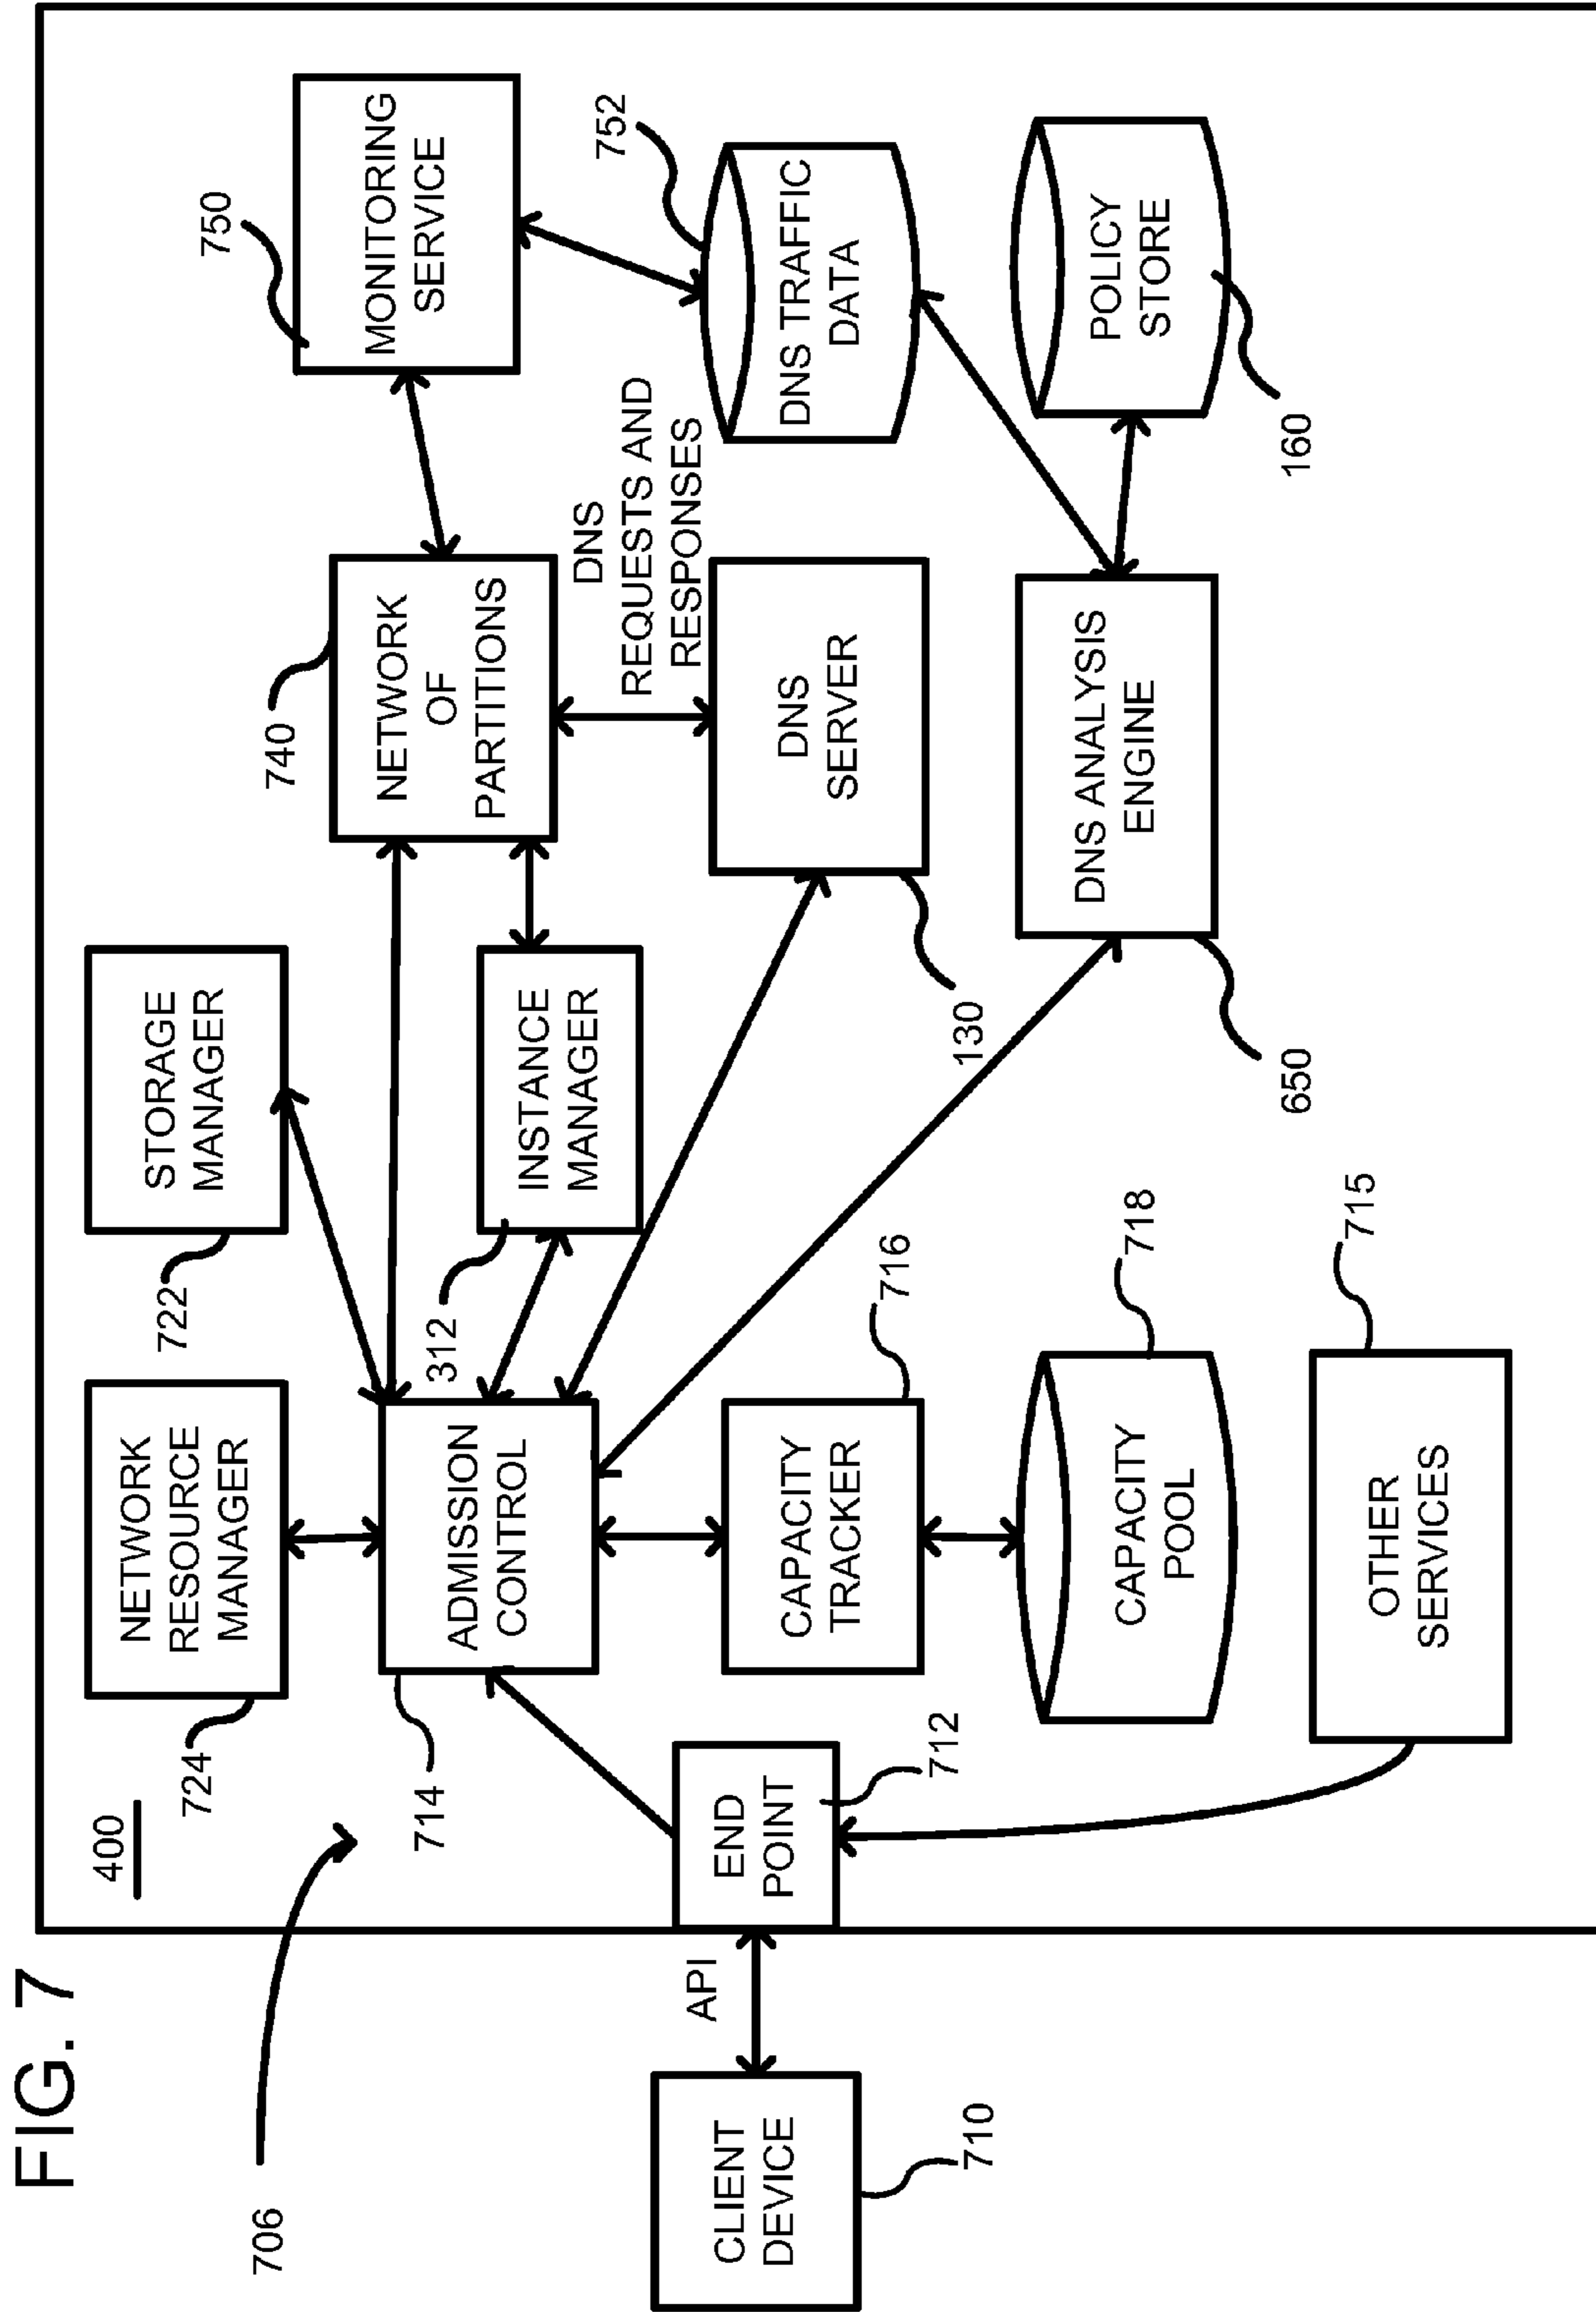 FIG. 7
706
400
724
NETWORK
RESOURCE
MANAGER
722
STORAGE
MANAGER
740
NETWORK
OF
PARTITIONS
750
MONITORING
SERVICE
714
ADMISSION
CONTROL
312
INSTANCE
MANAGER
DNS
REQUESTS AND
RESPONSES
752
DNS TRAFFIC
DATA
CLIENT
DEVICE
710
API
END
POINT
712
CAPACITY
TRACKER
716
DNS
SERVER
130
CAPACITY
POOL
718
DNS ANALYSIS
ENGINE
650
POLICY
STORE
160
OTHER
SERVICES
715